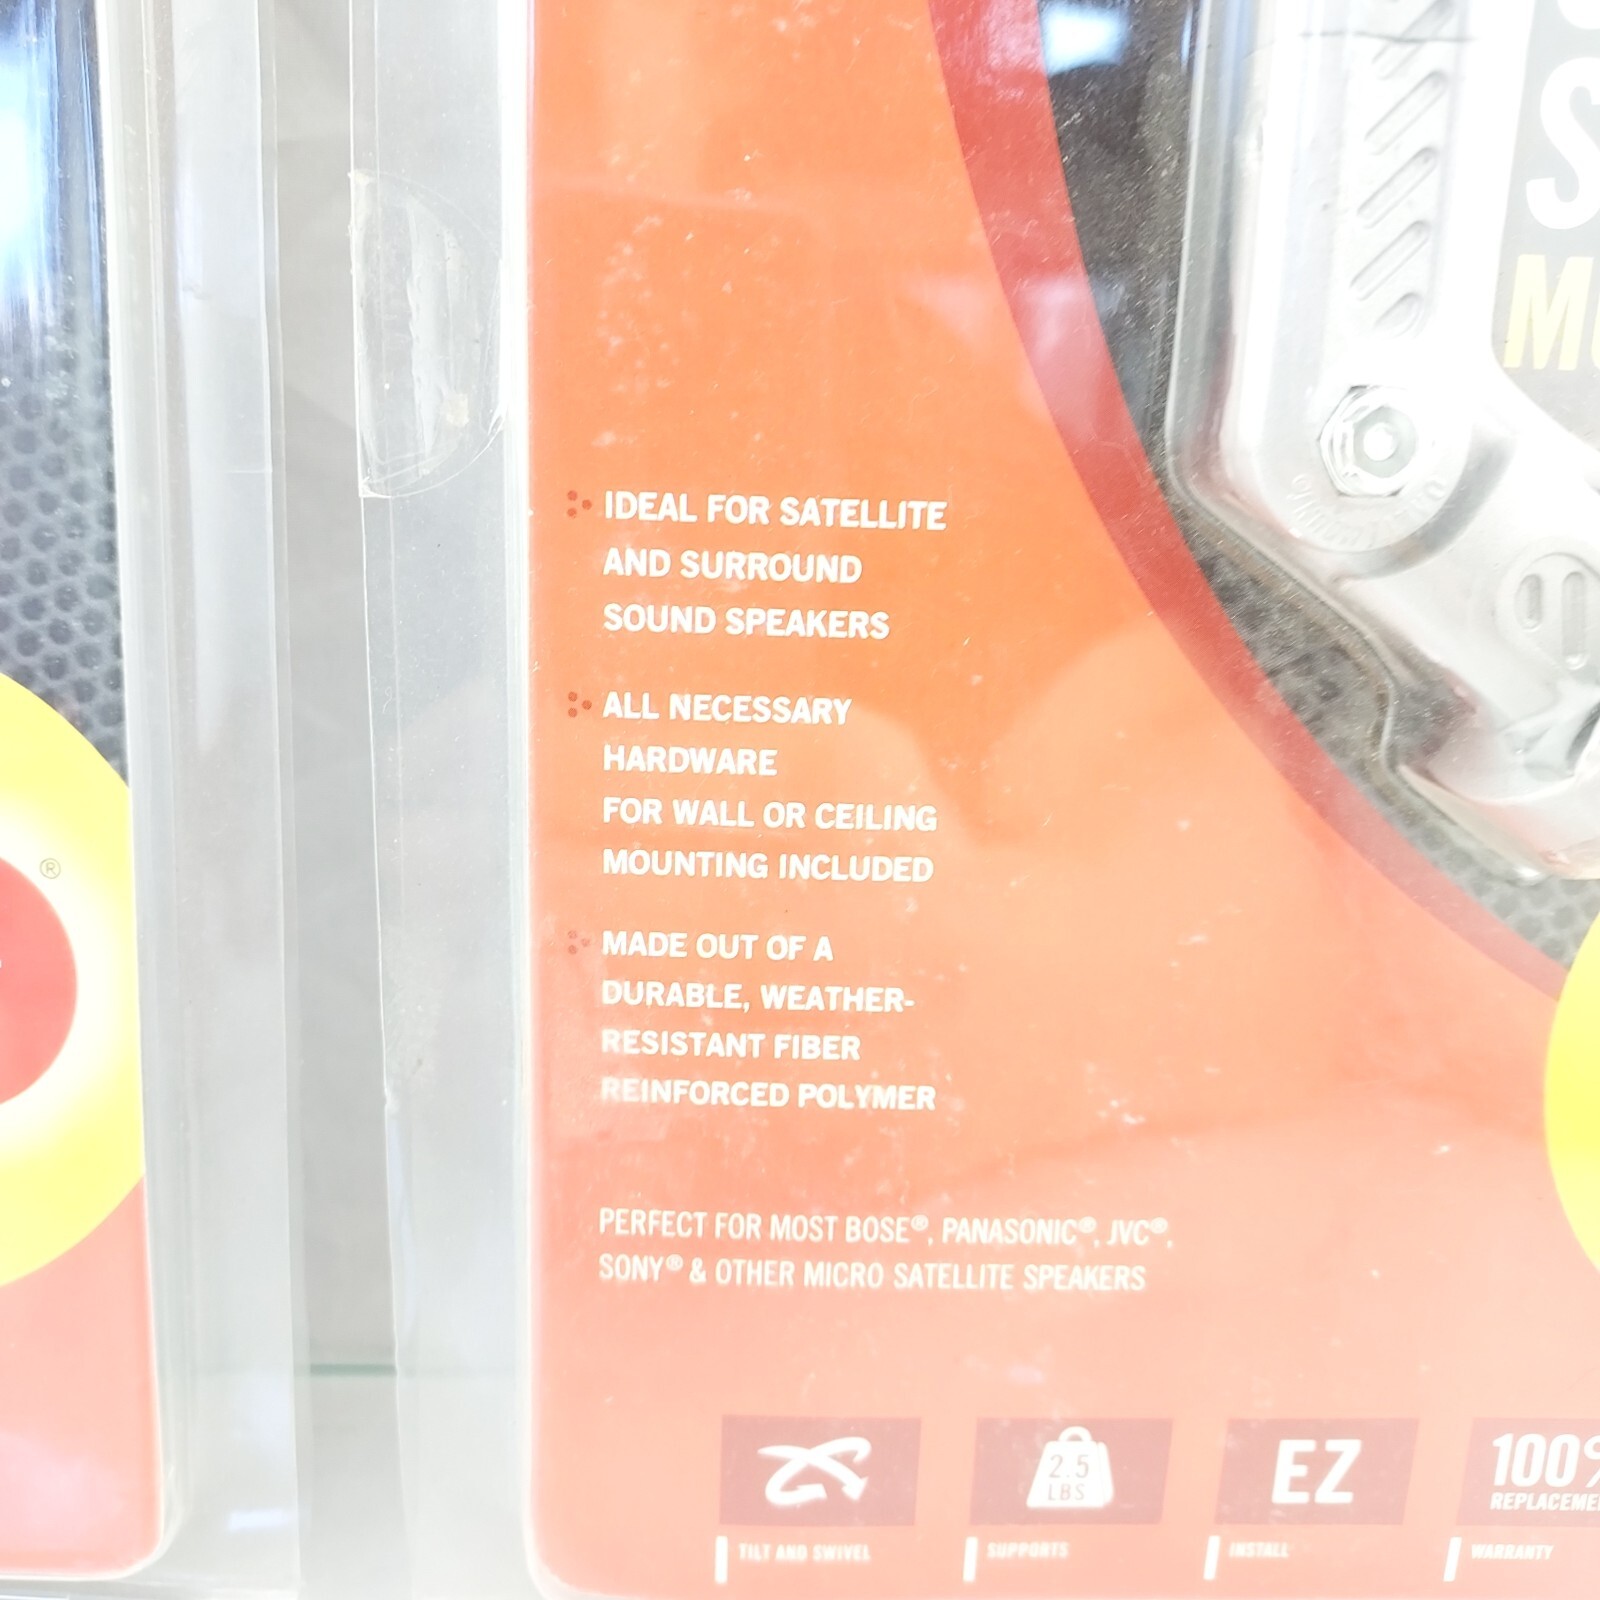 IDEAL FOR SATELLITE
AND SURROUND
SOUND SPEAKERS
ALL NECESSARY
HARDWARE
FOR WALL OR CEILING
MOUNTING INCLUDED
MADE OUT OF A
DURABLE, WEATHER-
RESISTANT FIBER
REINFORCED POLYMER
PERFECT FOR MOST BOSE®, PANASONIC®, JVC®,
SONY® & OTHER MICRO SATELLITE SPEAKERS
2.5
LBS
EZ
100%
TILT AND SWIVEL
SUPPORTS
INSTALL
WARRANTY
®